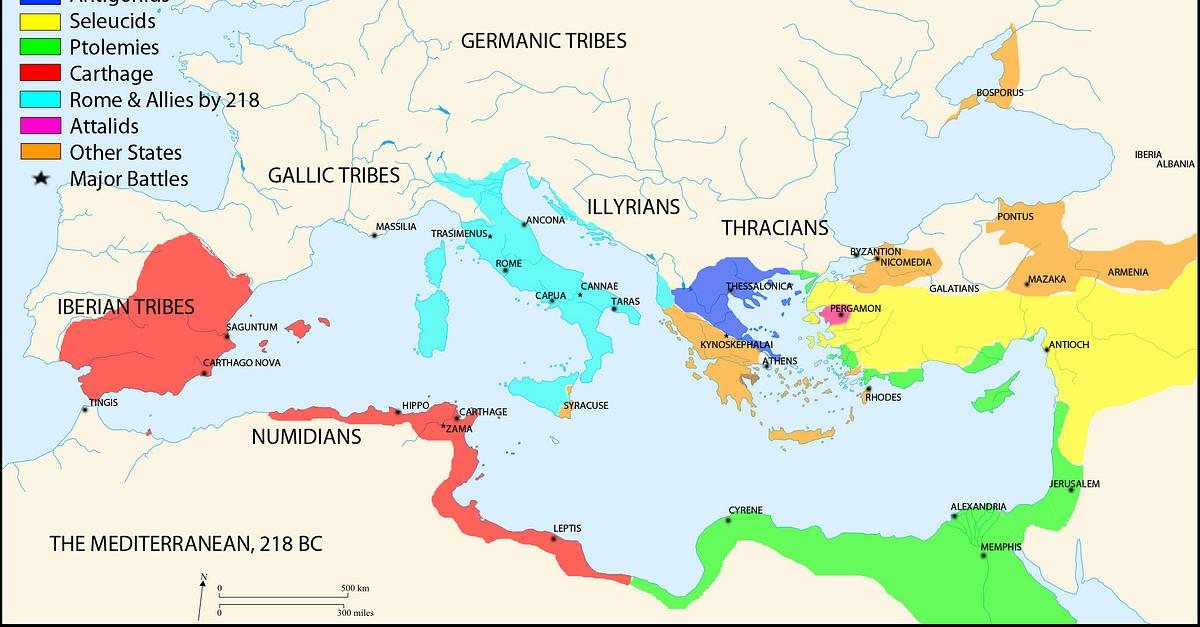 Antigonids
Seleucids
Ptolemies
Carthage
Rome & Allies by 218
Attalids
Other States
Major Battles
GERMANIC TRIBES
BOSPORUS
IBERIA
ALBANIA
GALLIC TRIBES
ILLYRIANS
THRACIANS
PONTUS
MASSILIA
ANCONA
TRASIMENUS
BYZANTION
NICOMEDIA
ROME
ARMENIA
MAZAKA
GALATIANS
THESSALONICA
CANNAE
CAPUA
TARAS
IBERIAN TRIBES
PERGAMON
SAGUNTUM
KYNOSKEPHALAI
ANTIOCH
CARTHAGO NOVA
ATHENS
RHODES
TINGIS
HIPPO
CARTHAGE
SYRACUSE
ZAMA
NUMIDIANS
JERUSALEM
CYRENE
ALEXANDRIA
LEPTIS
MEMPHIS
THE MEDITERRANEAN, 218 BC
N
0 500 km
0 300 miles